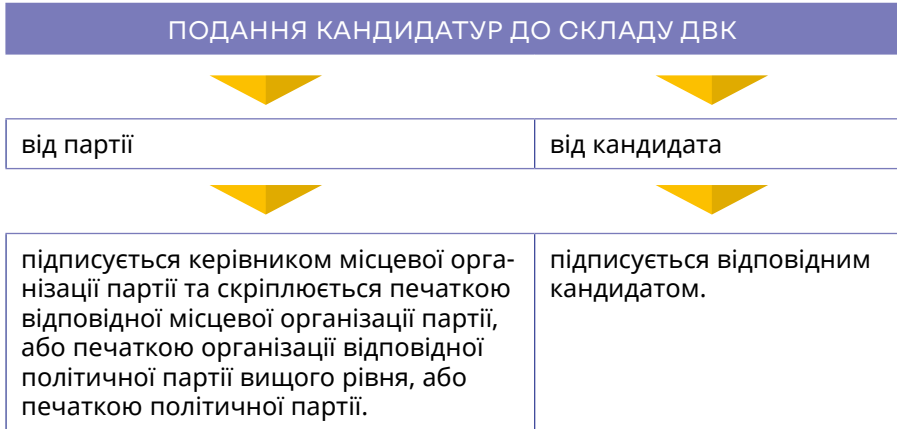 ПОДАННЯ КАНДИДАТУР ДО СКЛАДУ ДВК
від партії
від кандидата
підписується керівником місцевої орга-
нізації партії та скріплюється печаткою
відповідної місцевої організації партії,
або печаткою організації відповідної
політичної партії вищого рівня, або
печаткою політичної партії.
підписується відповідним
кандидатом.